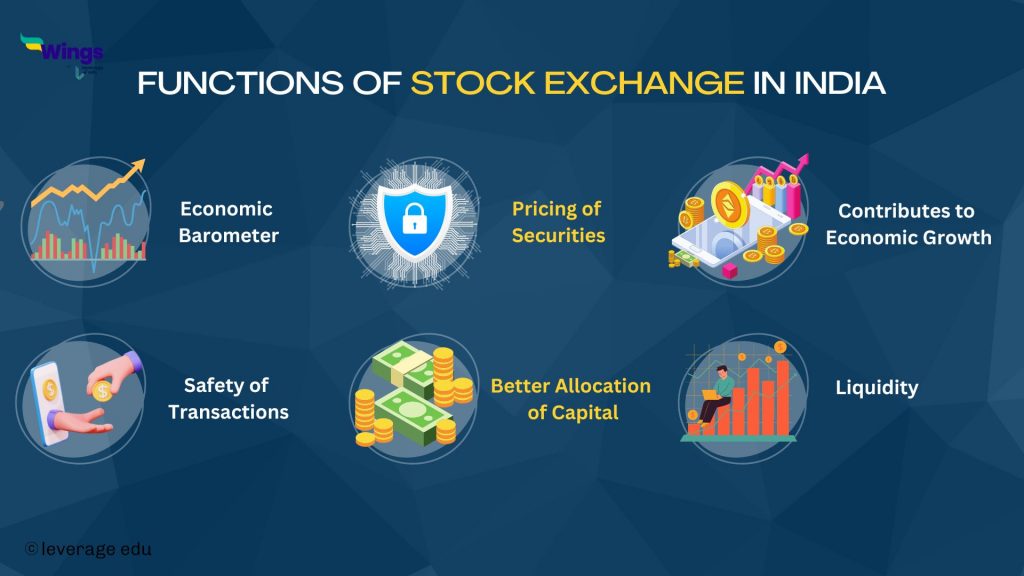 Wings
FUNCTIONS OF STOCK EXCHANGE IN INDIA
Economic
Barometer
Pricing of
Securities
Contributes to
Economic Growth
Safety of
Transactions
Better Allocation
of Capital
Liquidity
©leverage edu